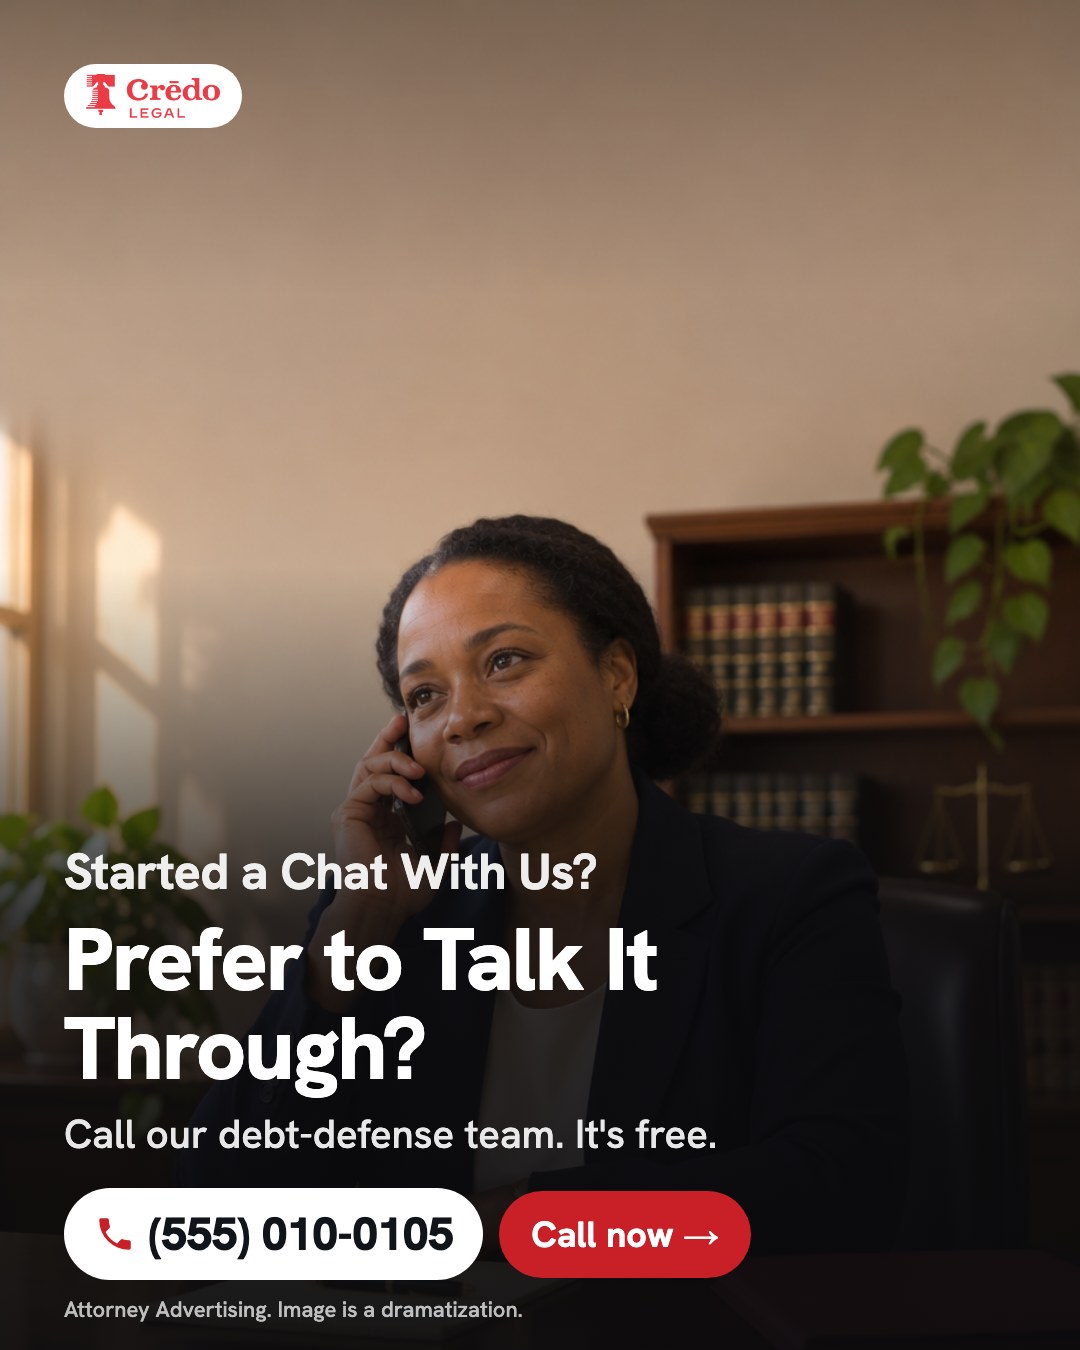 Crēdo
LEGAL
Started a Chat With Us?
Prefer to Talk It
Through?
Call our debt-defense team. It's free.
(555) 010-0105
Call now →
Attorney Advertising. Image is a dramatization.